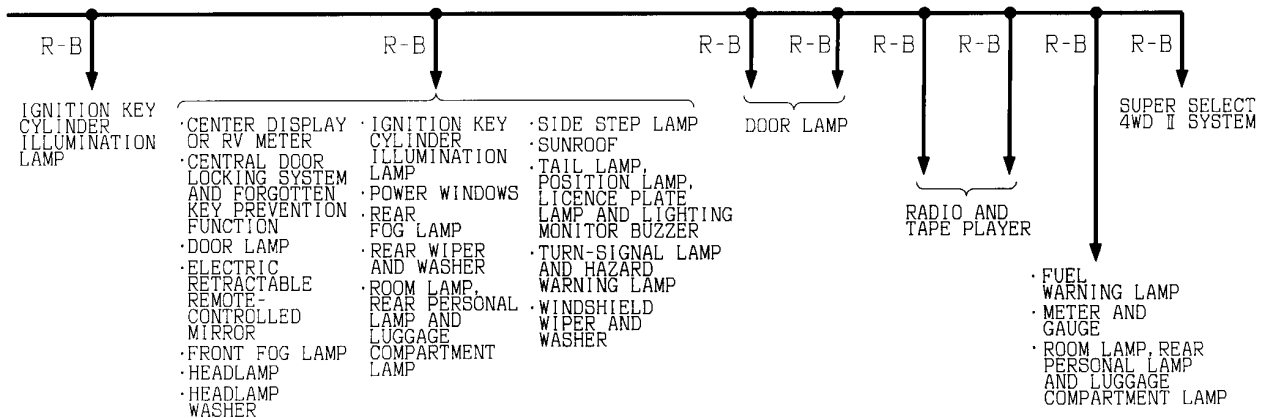 R-B
R-B
R-B
R-B
R-B
R-B
R-B
R-B
IGNITION KEY
CYLINDER
ILLUMINATION
LAMP
·CENTER DISPLAY
OR RV METER
·CENTRAL DOOR
LOCKING SYSTEM
AND FORGOTTEN
KEY PREVENTION
FUNCTION
·DOOR LAMP
·ELECTRIC
RETRACTABLE
REMOTE-
CONTROLLED
MIRROR
·FRONT FOG LAMP
·HEADLAMP
·HEADLAMP
WASHER
·IGNITION KEY
CYLINDER
ILLUMINATION
LAMP
·POWER WINDOWS
·REAR
FOG LAMP
·REAR WIPER
AND WASHER
·ROOM LAMP,
REAR PERSONAL
LAMP AND
LUGGAGE
COMPARTMENT
LAMP
·SIDE STEP LAMP
·SUNROOF
·TAIL LAMP,
POSITION LAMP,
LICENCE PLATE
LAMP AND LIGHTING
MONITOR BUZZER
·TURN-SIGNAL LAMP
AND HAZARD
WARNING LAMP
·WINDSHIELD
WIPER AND
WASHER
DOOR LAMP
RADIO AND
TAPE PLAYER
·FUEL
WARNING LAMP
·METER AND
GAUGE
·ROOM LAMP, REAR
PERSONAL LAMP
AND LUGGAGE
COMPARTMENT LAMP
SUPER SELECT
4WD Ⅱ SYSTEM